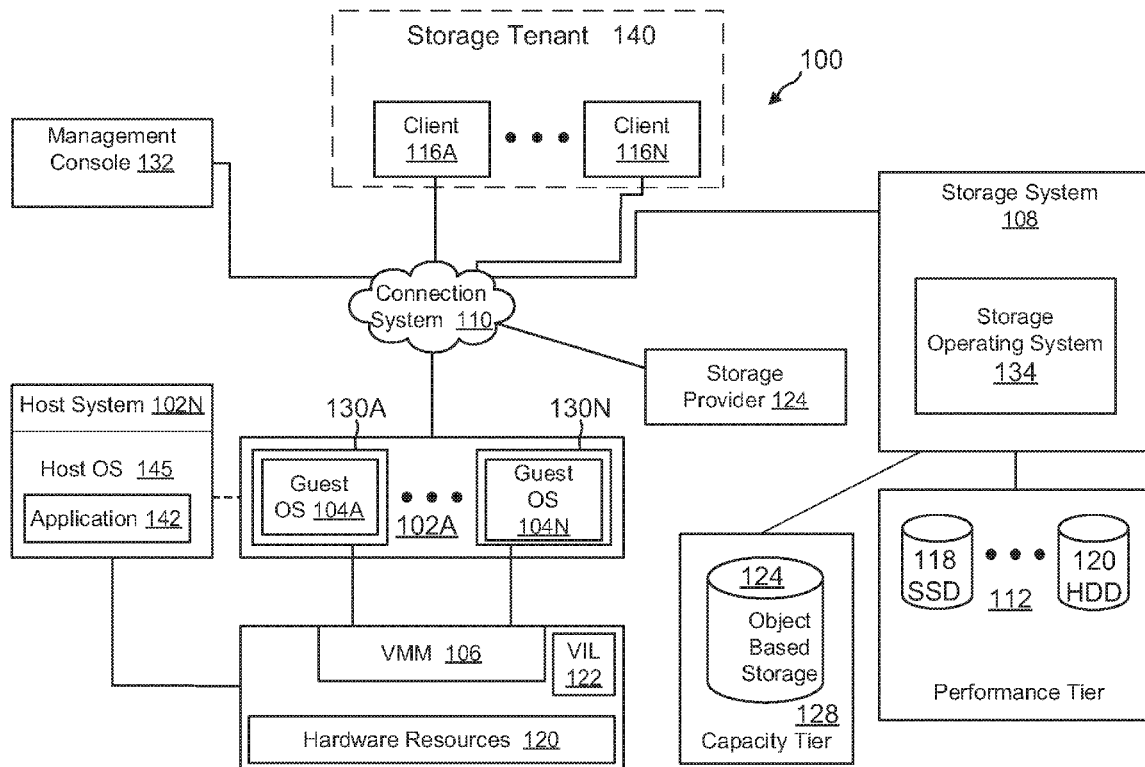 Storage Tenant 140
100
Client
116A
Client
116N
Management
Console 132
Storage System
108
Storage
Operating System
134
Connection
System 110
Storage
Provider 124
Host System 102N
Host OS 145
Application 142
130A
130N
Guest
OS 104A
102A
Guest
OS
104N
VMM 106
VIL
122
Hardware Resources 120
124
Object
Based
Storage
128
Capacity Tier
118
SSD
112
120
HDD
Performance Tier